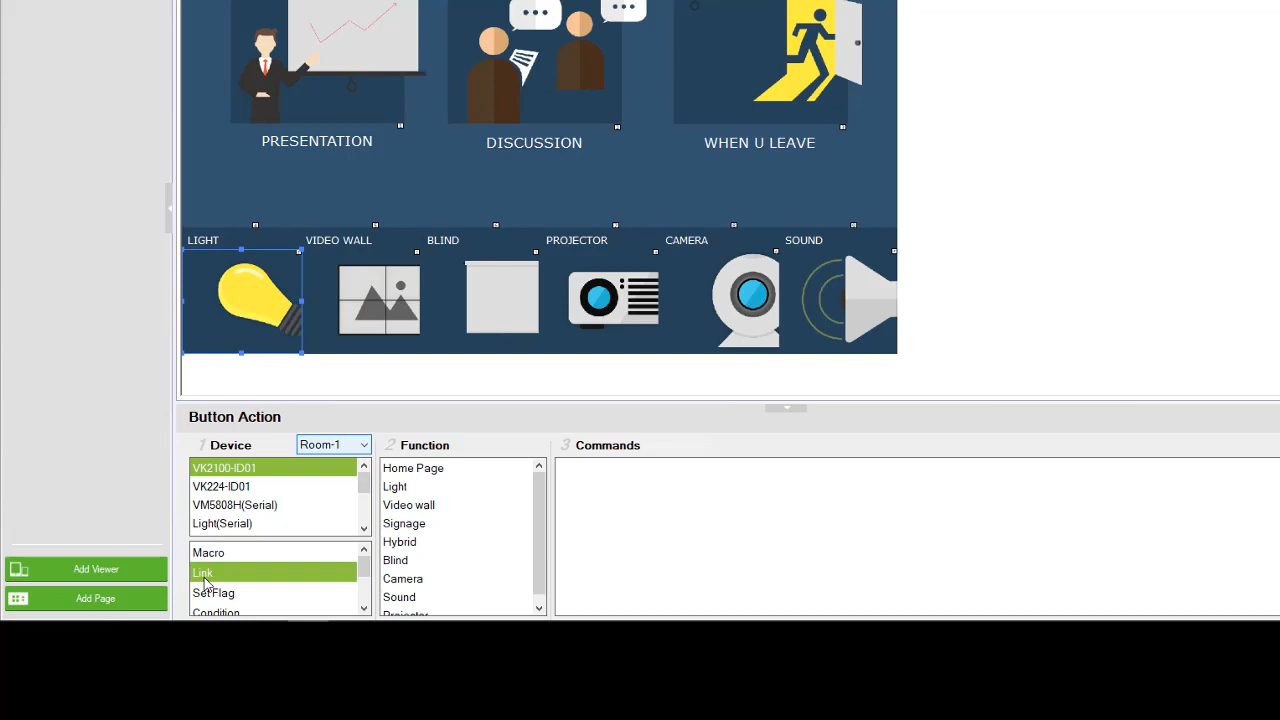 PRESENTATION
DISCUSSION
WHEN U LEAVE
LIGHT
VIDEO WALL
BLIND
PROJECTOR
CAMERA
SOUND
Button Action
1 Device
Room-1
2 Function
3 Commands
VK2100-ID01
VK224-ID01
VM5808H(Serial)
Light(Serial)
Macro
Link
SetFlag
Condition
Home Page
Light
Video wall
Signage
Hybrid
Blind
Camera
Sound
Projector
Add Viewer
Add Page